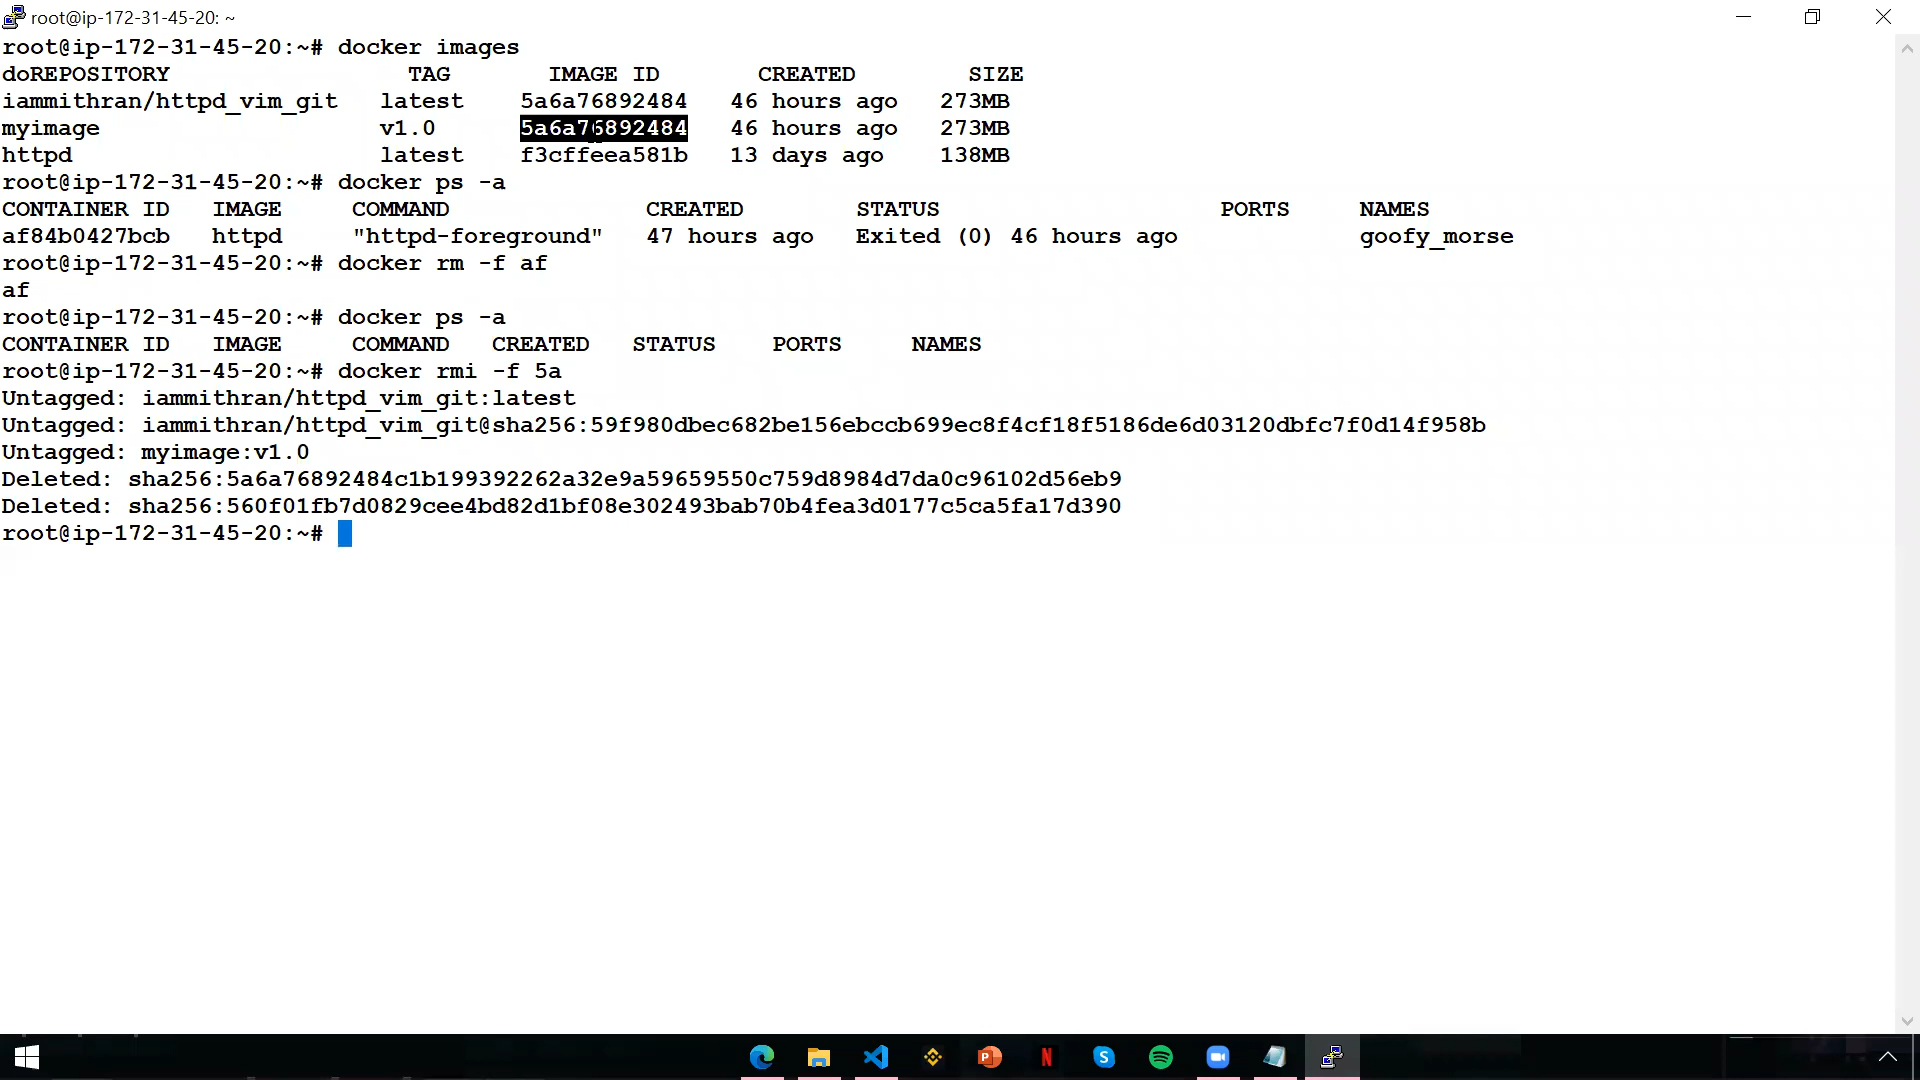 root@ip-172-31-45-20: ~
root@ip-172-31-45-20:~# docker images
doREPOSITORY TAG IMAGE ID CREATED SIZE
iammithran/httpd_vim_git latest 5a6a76892484 46 hours ago 273MB
myimage v1.0 5a6a76892484 46 hours ago 273MB
httpd latest f3cffeea581b 13 days ago 138MB
root@ip-172-31-45-20:~# docker ps -a
CONTAINER ID IMAGE COMMAND CREATED STATUS PORTS NAMES
af84b0427bcb httpd "httpd-foreground" 47 hours ago Exited (0) 46 hours ago goofy_morse
root@ip-172-31-45-20:~# docker rm -f af
af
root@ip-172-31-45-20:~# docker ps -a
CONTAINER ID IMAGE COMMAND CREATED STATUS PORTS NAMES
root@ip-172-31-45-20:~# docker rmi -f 5a
Untagged: iammithran/httpd_vim_git:latest
Untagged: iammithran/httpd_vim_git@sha256:59f980dbec682be156ebccb699ec8f4cf18f5186de6d03120dbfc7f0d14f958b
Untagged: myimage:v1.0
Deleted: sha256:5a6a76892484c1b199392262a32e9a59659550c759d8984d7da0c96102d56eb9
Deleted: sha256:560f01fb7d0829cee4bd82d1bf08e302493bab70b4fea3d0177c5ca5fa17d390
root@ip-172-31-45-20:~#